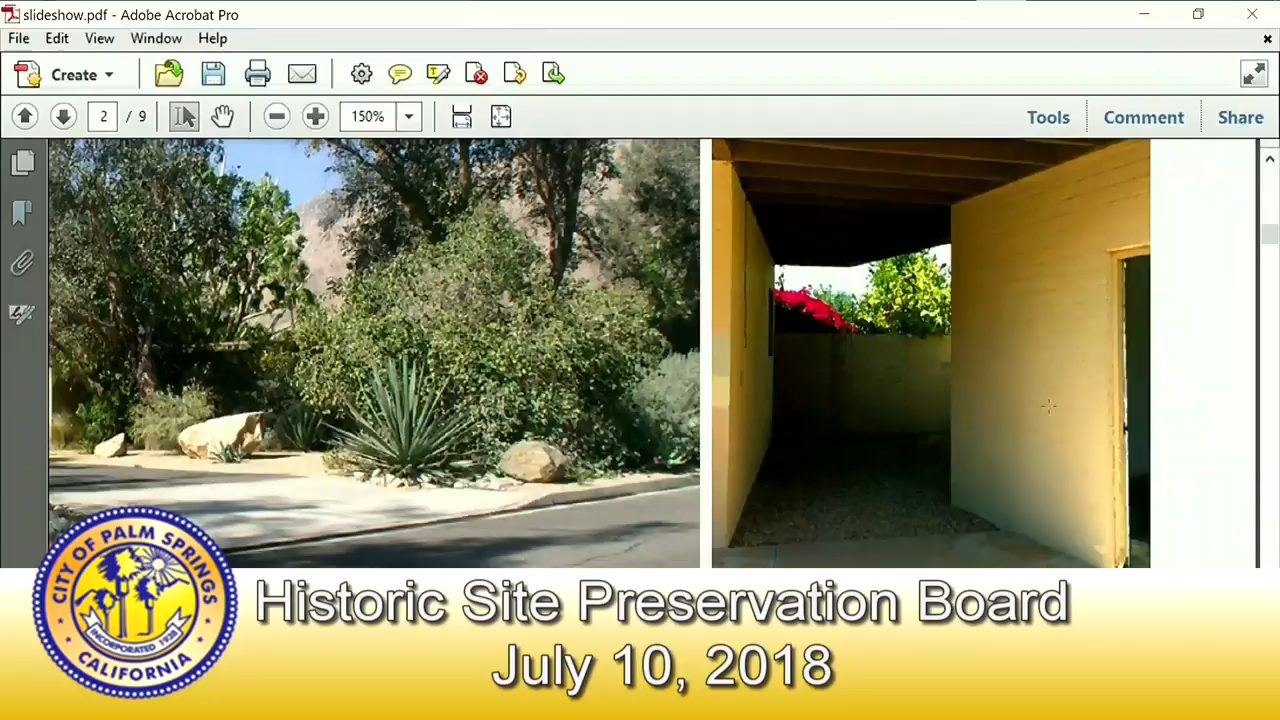 slideshow.pdf - Adobe Acrobat Pro
File Edit View Window Help
Create
2 / 9 150% Tools Comment Share
CITY OF PALM SPRINGS
INCORPORATED 1938
CALIFORNIA
Historic Site Preservation Board
July 10, 2018